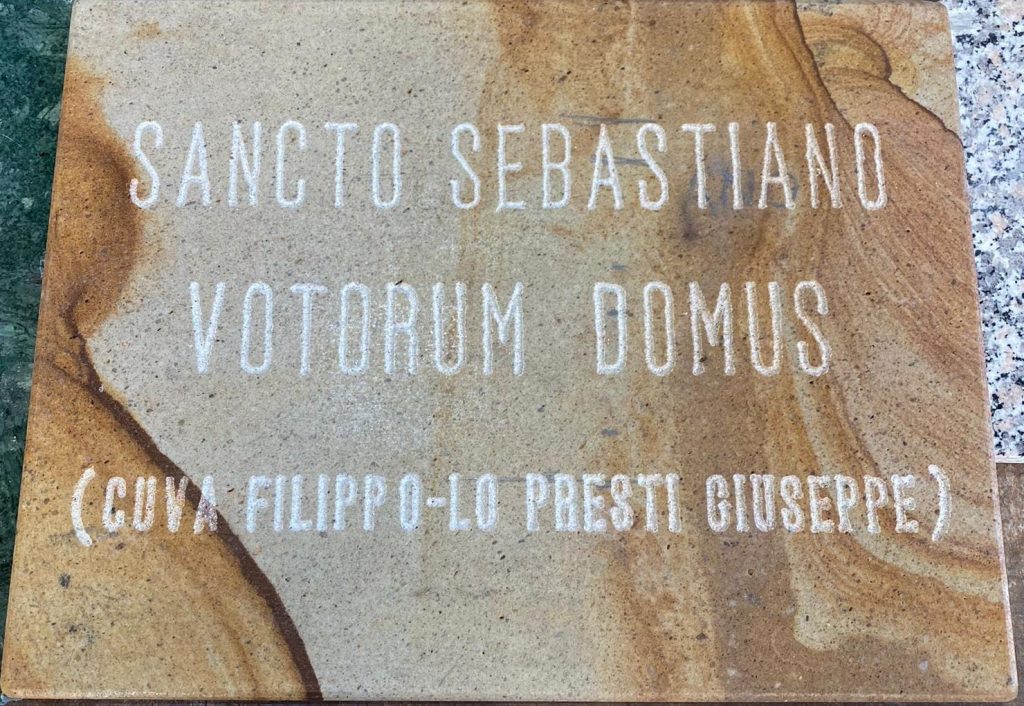 SANCTO SEBASTIANO
VOTORUM DOMUS
(CUVA FILIPPO-LO PRESTI GIUSEPPE)